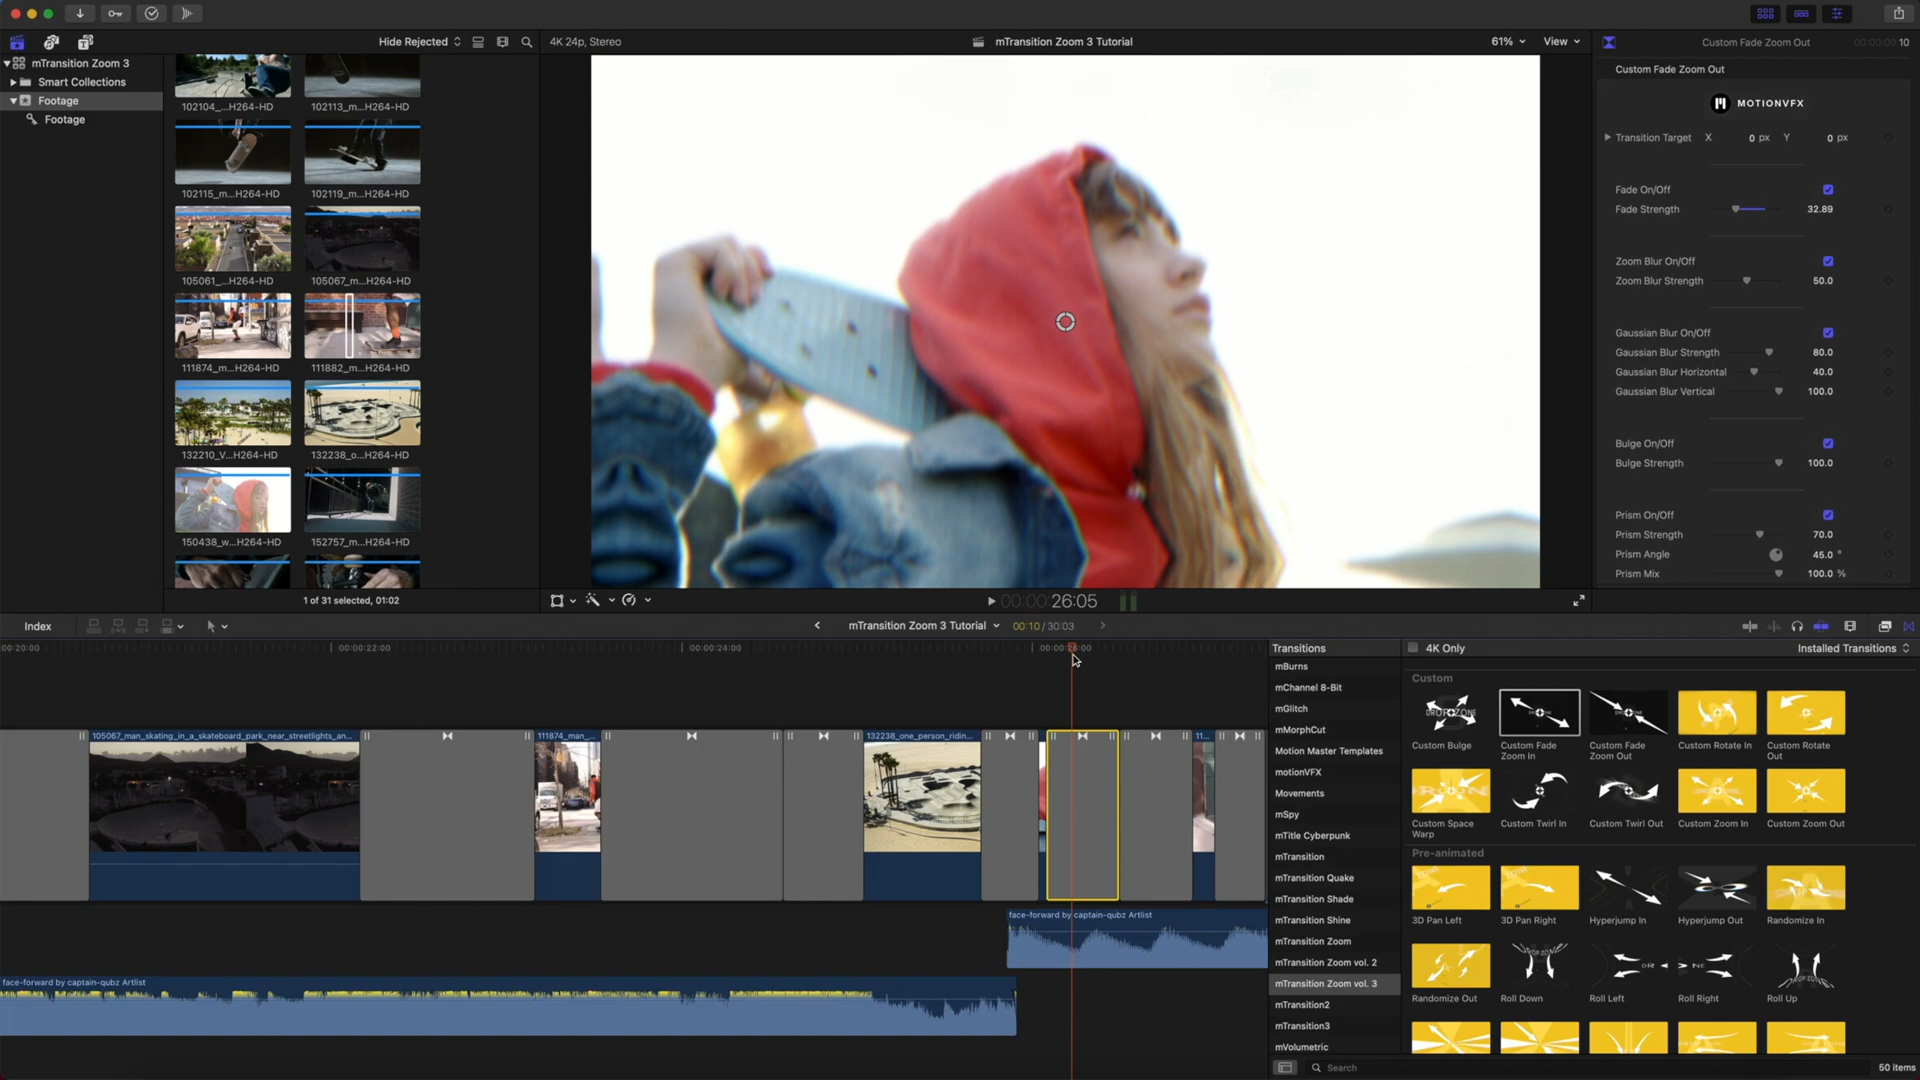 Hide Rejected
4K 24p, Stereo
mTransition Zoom 3 Tutorial
61%
View
Custom Fade Zoom Out
00:00:00:10
mTransition Zoom 3
Smart Collections
Footage
Footage
102104_...H264-HD
102113_m...H264-HD
102115_m...H264-HD
102119_m...H264-HD
105061_...H264-HD
105067_m...H264-HD
111874_m...H264-HD
111882_m...H264-HD
132210_V...H264-HD
132238_o...H264-HD
150438_w...H264-HD
152757_m...H264-HD
1 of 31 selected, 01:02
00:00:00:26:05
Custom Fade Zoom Out
MOTIONVFX
Transition Target X 0 px Y 0 px
Fade On/Off
Fade Strength 32.89
Zoom Blur On/Off
Zoom Blur Strength 50.0
Gaussian Blur On/Off
Gaussian Blur Strength 80.0
Gaussian Blur Horizontal 40.0
Gaussian Blur Vertical 100.0
Bulge On/Off
Bulge Strength 100.0
Prism On/Off
Prism Strength 70.0
Prism Angle 45.0 °
Prism Mix 100.0 %
Index
mTransition Zoom 3 Tutorial
00:10 / 30:03
00:20:00
00:00:22:00
00:00:24:00
105067_man_skating_in_a_skateboard_park_near_streetlights_an...
111874_man_...
132238_one_person_ridin...
11...
face-forward by captain-qubz Artlist
face-forward by captain-qubz Artlist
Transitions
mBurns
mChannel 8-Bit
mGlitch
mMorphCut
Motion Master Templates
motionVFX
Movements
mSpy
mTitle Cyberpunk
mTransition
mTransition Quake
mTransition Shade
mTransition Shine
mTransition Zoom
mTransition Zoom vol. 2
mTransition Zoom vol. 3
mTransition2
mTransition3
mVolumetric
4K Only
Installed Transitions
Custom
Custom Bulge
Custom Fade Zoom In
Custom Fade Zoom Out
Custom Rotate In
Custom Rotate Out
Custom Space Warp
Custom Twirl In
Custom Twirl Out
Custom Zoom In
Custom Zoom Out
Pre-animated
3D Pan Left
3D Pan Right
Hyperjump In
Hyperjump Out
Randomize In
Randomize Out
Roll Down
Roll Left
Roll Right
Roll Up
Search
50 items